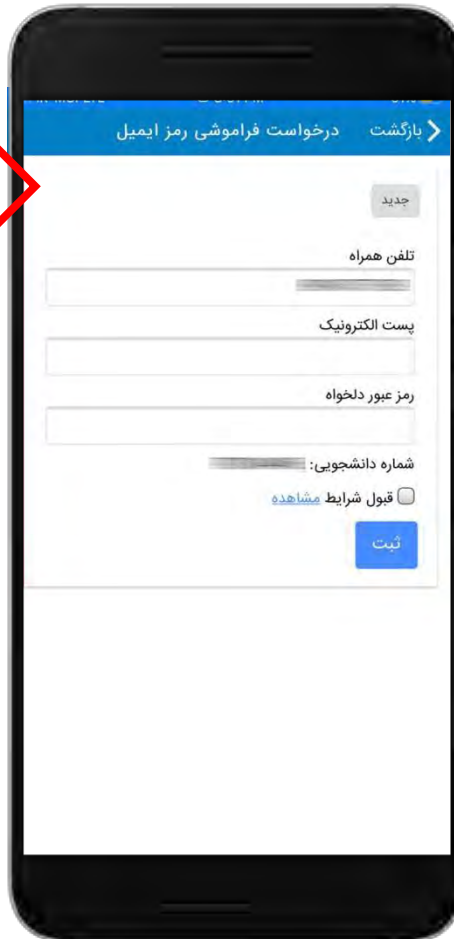 بازگشت درخواست فراموشی رمز ایمیل
جدید
تلفن همراه
پست الکترونیک
رمز عبور دلخواه
شماره دانشجویی:
قبول شرایط مشاهده
ثبت